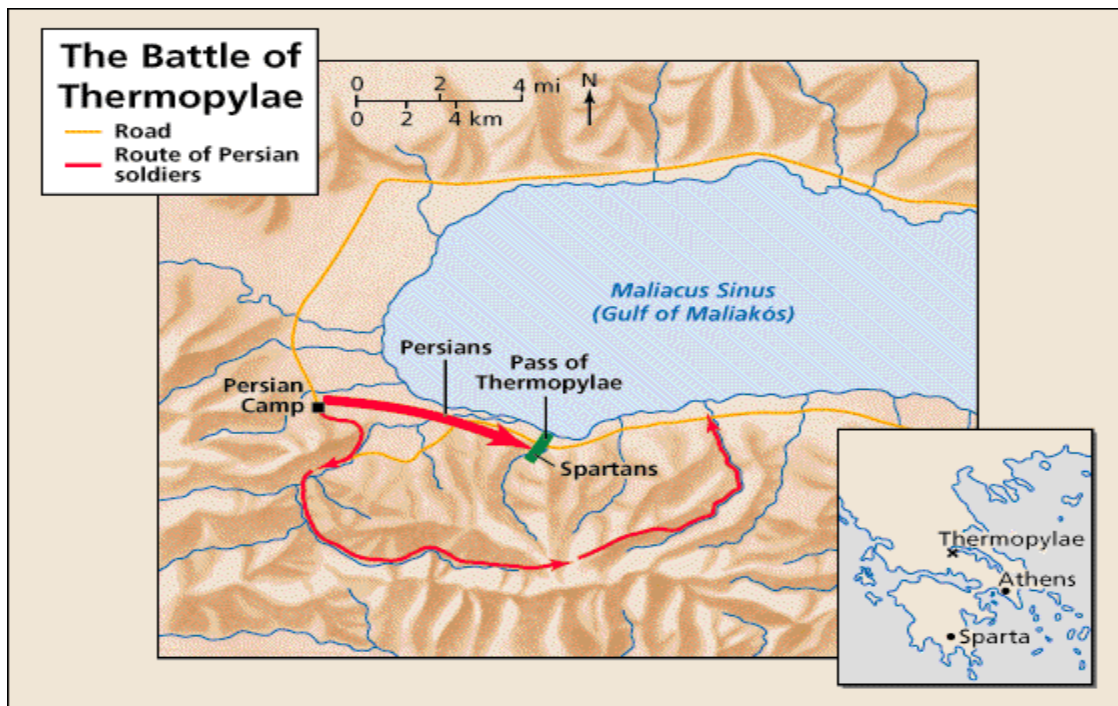 The Battle of
Thermopylae
Road
Route of Persian
soldiers
0 2 4 mi
0 2 4 km
N
Maliacus Sinus
(Gulf of Maliakós)
Persians
Pass of
Thermopylae
Persian
Camp
Spartans
Thermopylae
Athens
Sparta